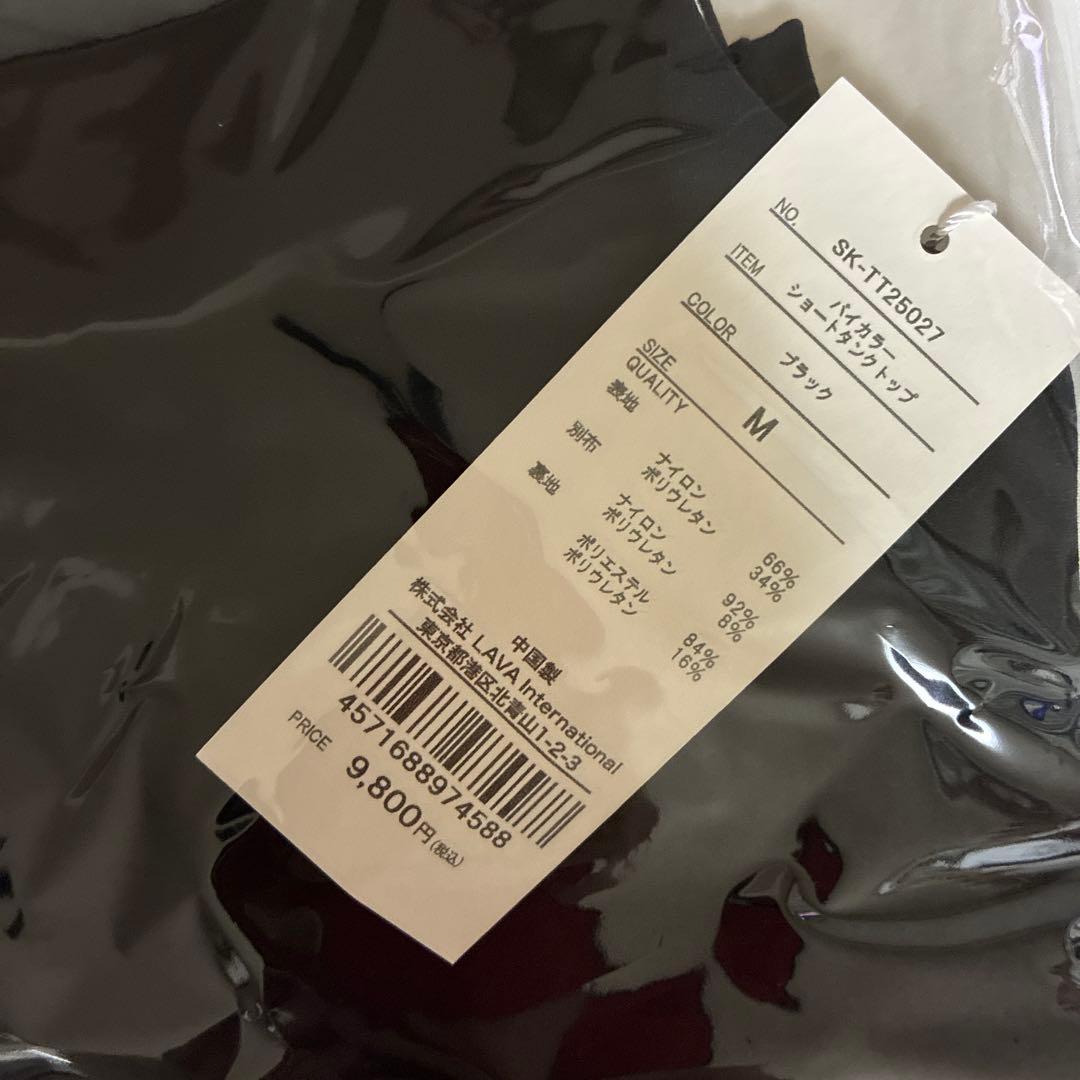 NO. SK-TT25027
ITEM バイカラー
ショートタンクトップ
COLOR ブラック
SIZE M
QUALITY
表地 ナイロン 66%
ポリウレタン 34%
別布 ナイロン 92%
ポリウレタン 8%
裏地 ポリエステル 84%
ポリウレタン 16%
中国製
株式会社 LAVA International
東京都港区北青山1-2-3
4571688974588
PRICE 9,800円(税込)